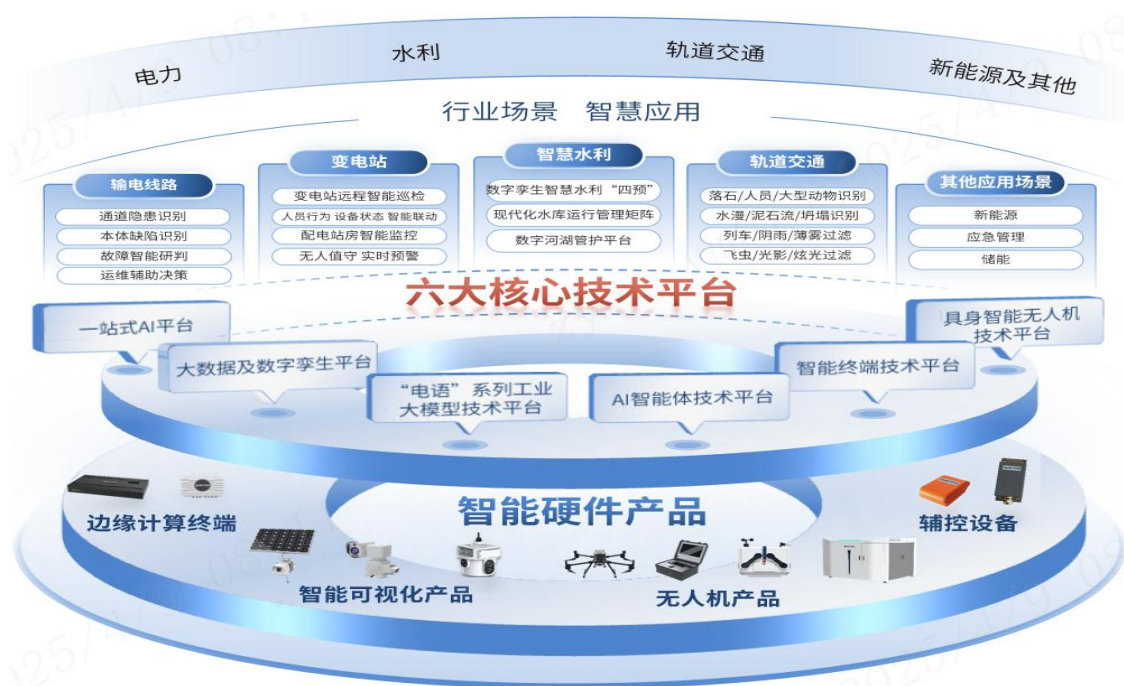 电力
水利
轨道交通
新能源及其他
行业场景 智慧应用
输电线路
通道隐患识别
本体缺陷识别
故障智能研判
运维辅助决策
变电站
变电站远程智能巡检
人员行为 设备状态 智能联动
配电站房智能监控
无人值守 实时预警
智慧水利
数字孪生智慧水利“四预”
现代化水库运行管理矩阵
数字河湖管护平台
轨道交通
落石/人员/大型动物识别
水漫/泥石流/坍塌识别
列车/阴雨/薄雾过滤
飞虫/光影/炫光过滤
其他应用场景
新能源
应急管理
储能
六大核心技术平台
一站式AI平台
大数据及数字孪生平台
“电语”系列工业
大模型技术平台
AI智能体技术平台
智能终端技术平台
具身智能无人机
技术平台
智能硬件产品
边缘计算终端
智能可视化产品
无人机产品
辅控设备